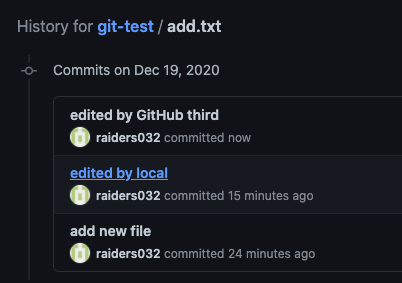 History for git-test / add.txt
Commits on Dec 19, 2020
edited by GitHub third
raiders032 committed now
edited by local
raiders032 committed 15 minutes ago
add new file
raiders032 committed 24 minutes ago